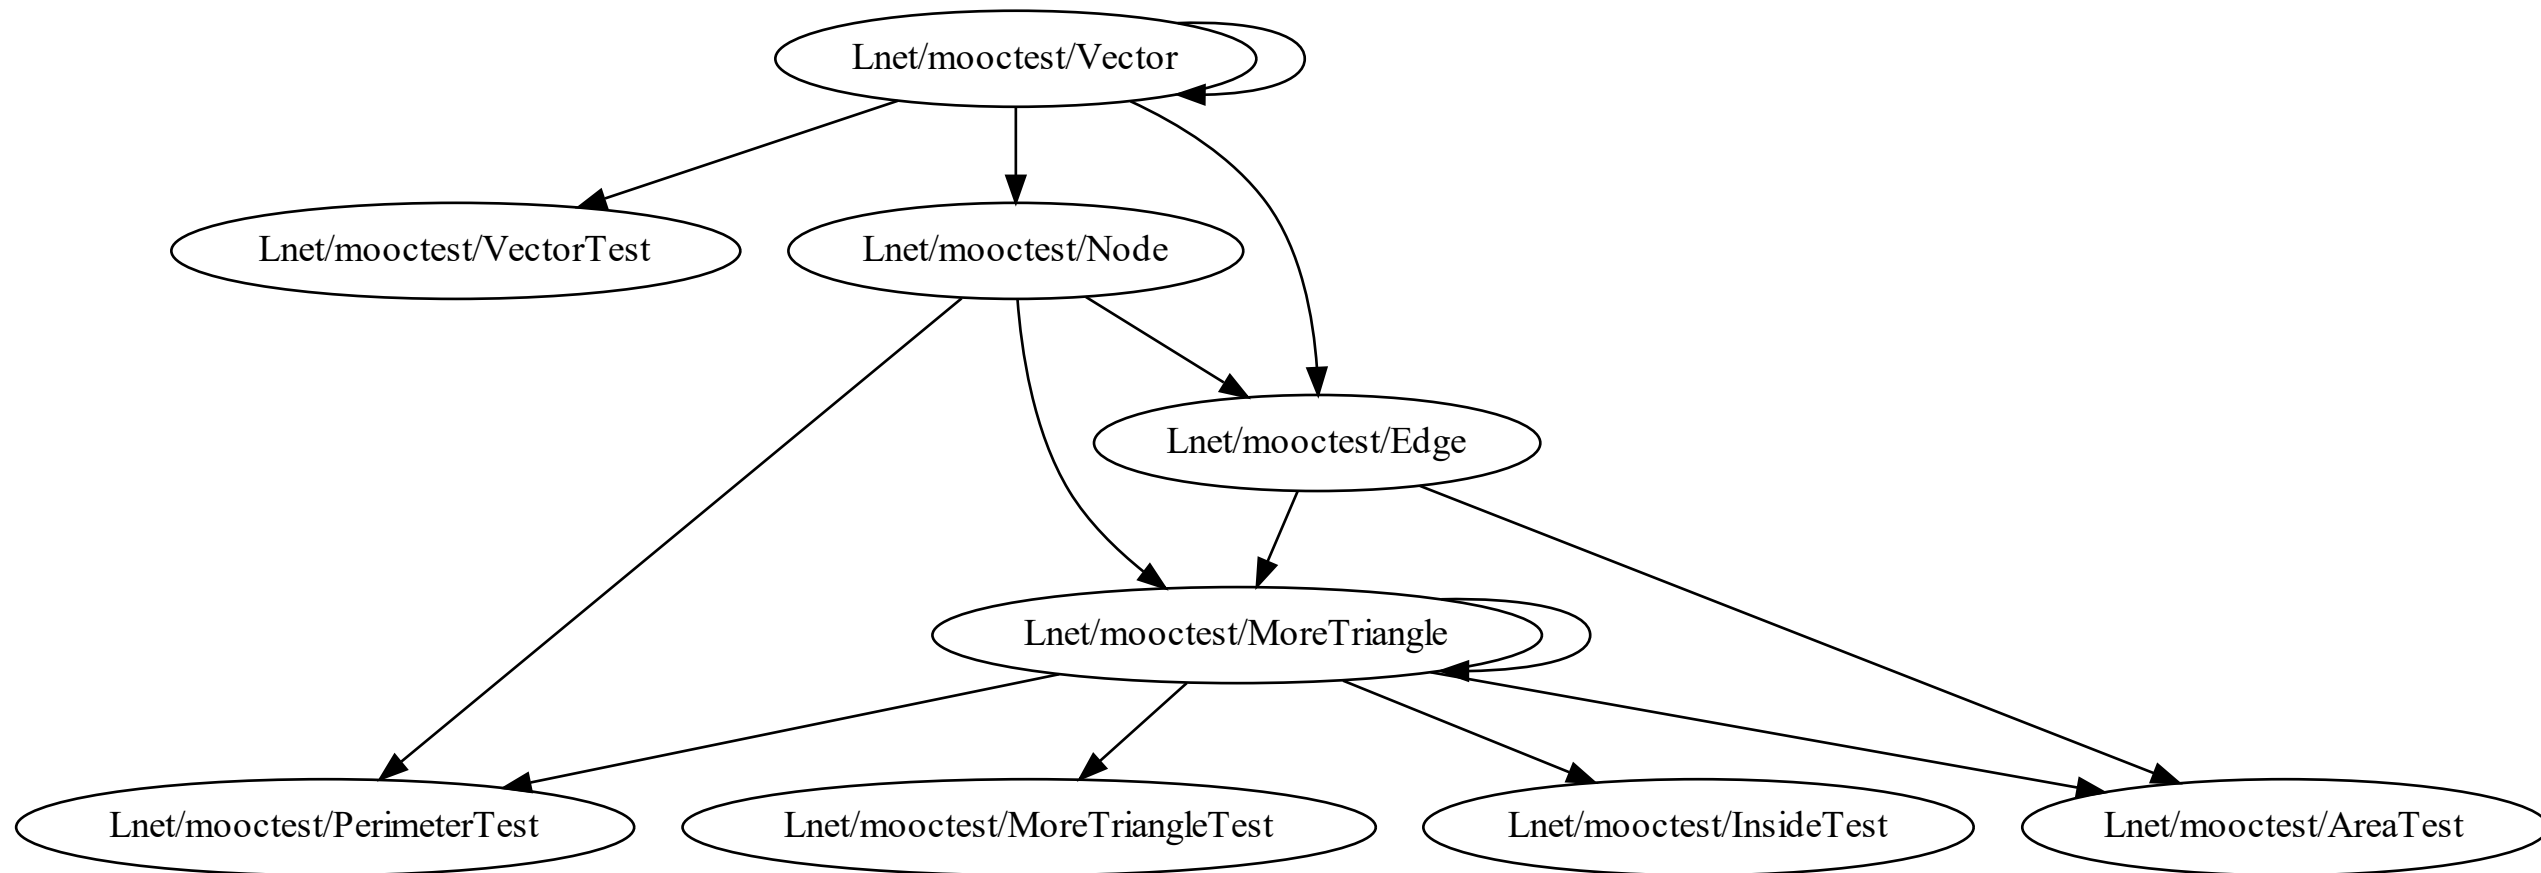 Lnet/mooctest/Vector
Lnet/mooctest/VectorTest
Lnet/mooctest/Node
Lnet/mooctest/Edge
Lnet/mooctest/MoreTriangle
Lnet/mooctest/PerimeterTest
Lnet/mooctest/MoreTriangleTest
Lnet/mooctest/InsideTest
Lnet/mooctest/AreaTest